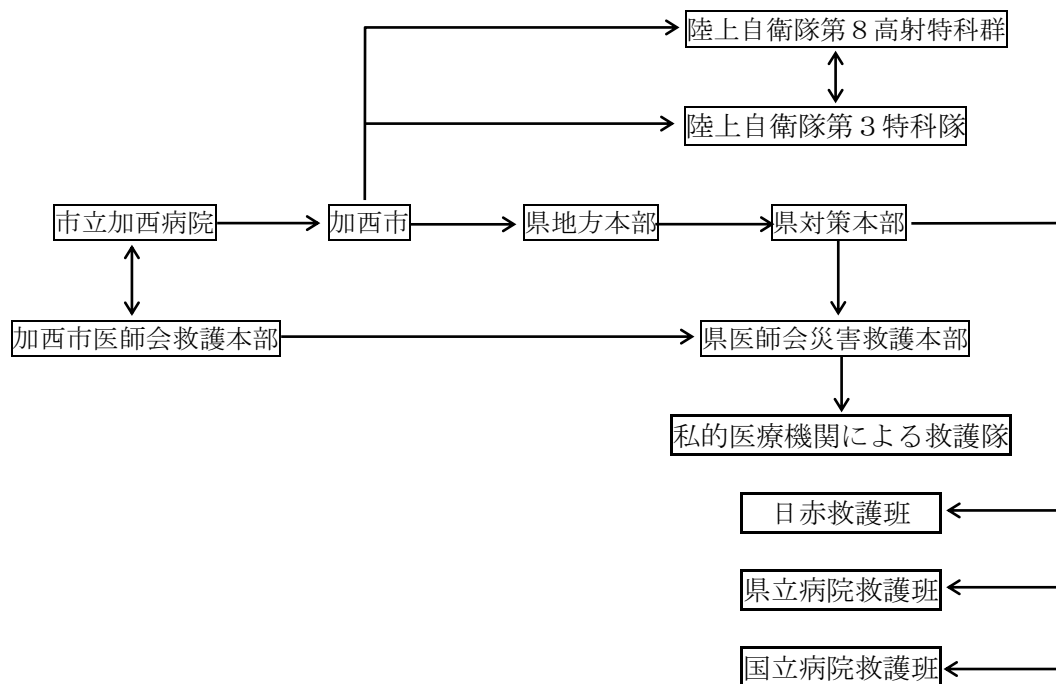 陸上自衛隊第８高射特科群
陸上自衛隊第３特科隊
市立加西病院
加西市
県地方本部
県対策本部
加西市医師会救護本部
県医師会災害救護本部
私的医療機関による救護隊
日赤救護班
県立病院救護班
国立病院救護班